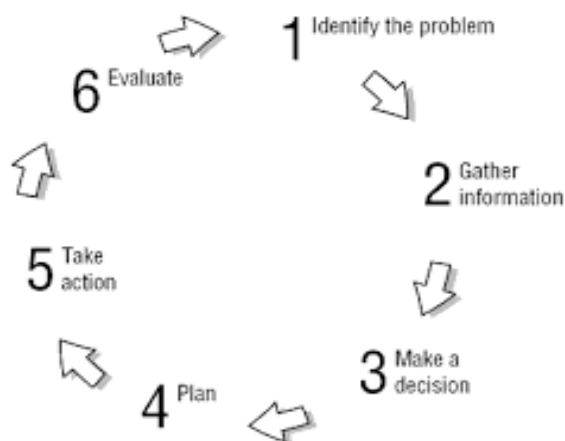 1 Identify the problem
2 Gather
information
3 Make a
decision
4 Plan
5 Take
action
6 Evaluate